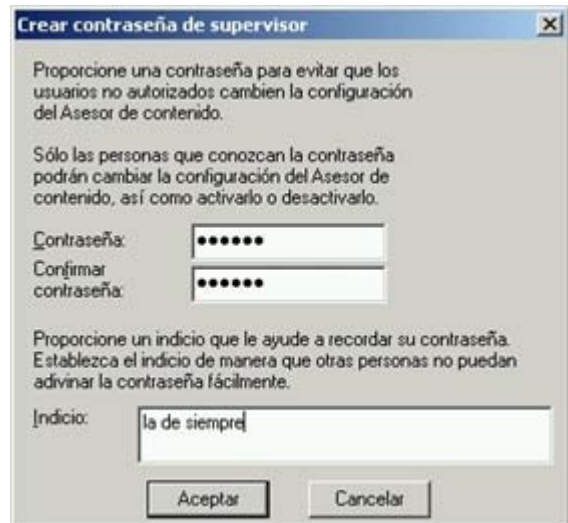 Crear contraseña de supervisor
Proporcione una contraseña para evitar que los
usuarios no autorizados cambien la configuración
del Asesor de contenido.
Sólo las personas que conozcan la contraseña
podrán cambiar la configuración del Asesor de
contenido, así como activarlo o desactivarlo.
Contraseña: ●●●●●●
Confirmar
contraseña: ●●●●●●
Proporcione un indicio que le ayude a recordar su contraseña.
Establezca el indicio de manera que otras personas no puedan
adivinar la contraseña fácilmente.
Indicio: la de siempre
Aceptar Cancelar